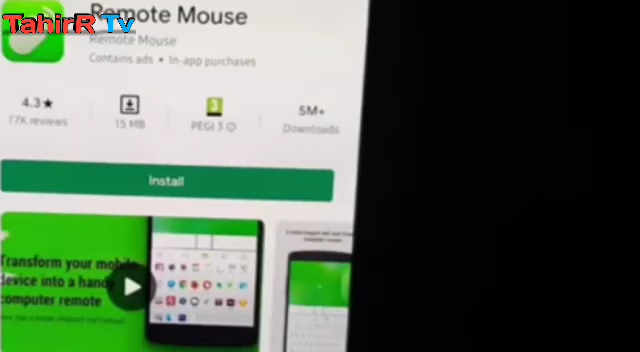 TahirR Tv
Remote Mouse
Remote Mouse
Contains ads • In-app purchases
4.3★
77K reviews
15 MB
3
PEGI 3
5M+
Downloads
Install
Transform your mobile
device into a handy
computer remote